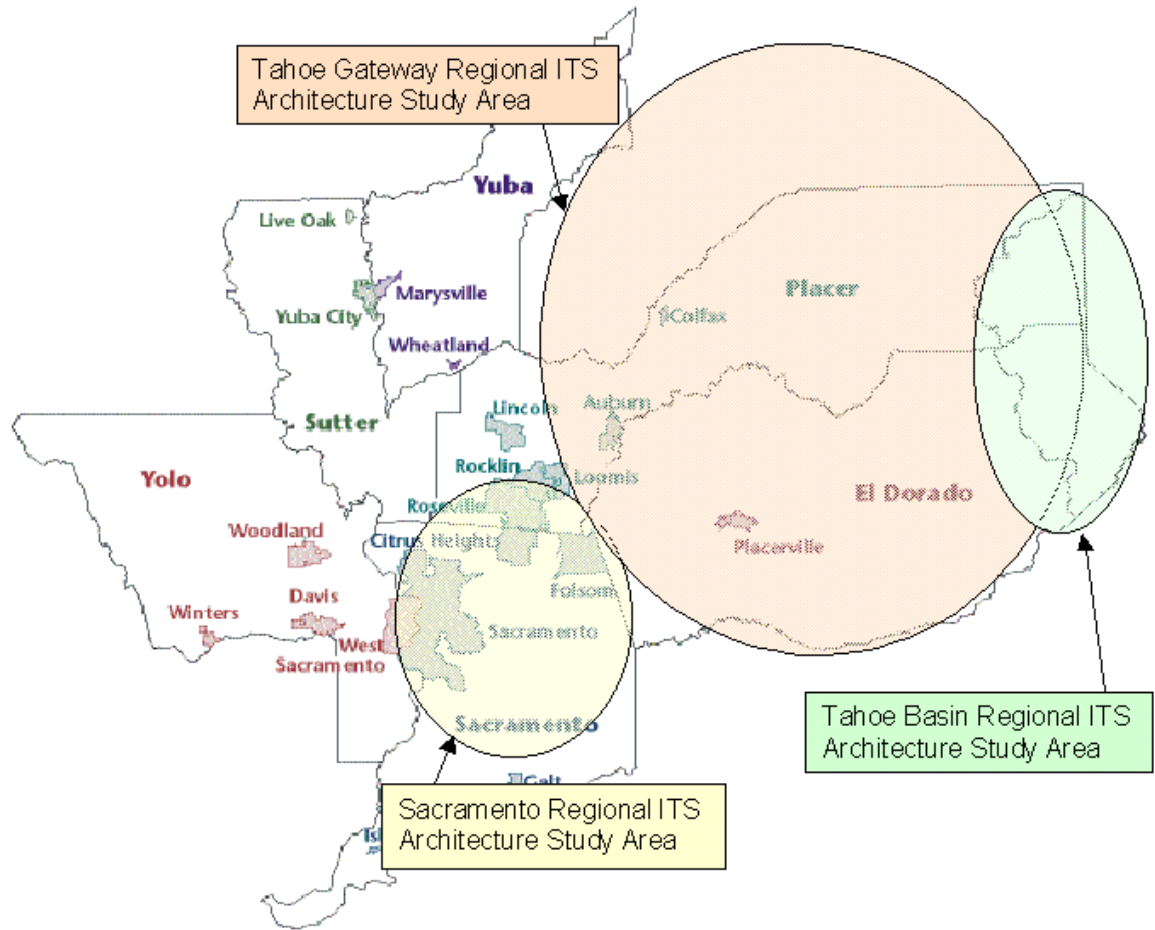 Tahoe Gateway Regional ITS
Architecture Study Area
Yuba
Live Oak
Marysville
Yuba City
Placer
Colfax
Wheatland
Lincoln
Auburn
Sutter
Rocklin
Loomis
Yolo
Roseville
El Dorado
Woodland
Citrus Heights
Placerville
Folsom
Davis
Winters
West
Sacramento
Sacramento
Sacramento
Tahoe Basin Regional ITS
Architecture Study Area
Galt
Sacramento Regional ITS
Architecture Study Area